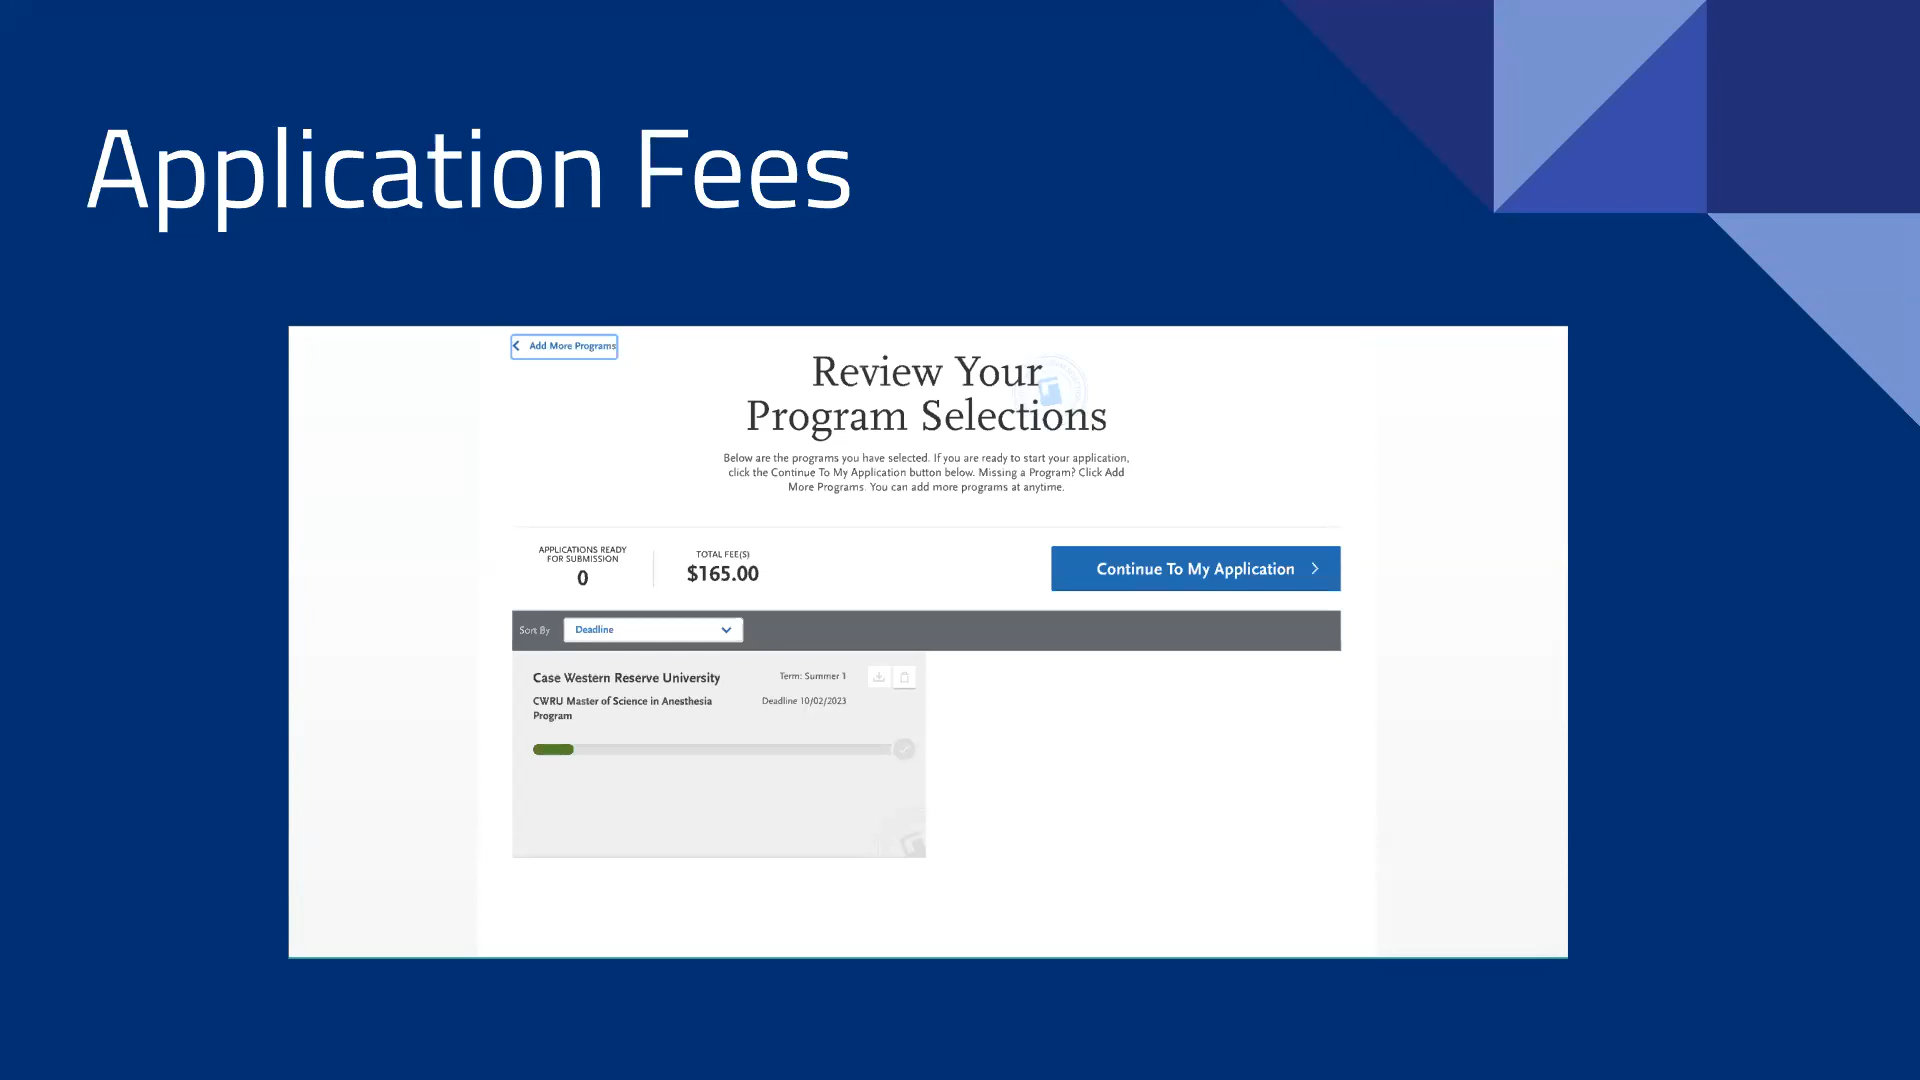 Application Fees
Add More Programs
Review Your
Program Selections
Below are the programs you have selected. If you are ready to start your application,
click the Continue To My Application button below. Missing a Program? Click Add
More Programs. You can add more programs at anytime.
APPLICATIONS READY
FOR SUBMISSION
0
TOTAL FEE(S)
$165.00
Continue To My Application
Sort By
Deadline
Case Western Reserve University
Term: Summer 1
CWRU Master of Science in Anesthesia
Program
Deadline 10/02/2023